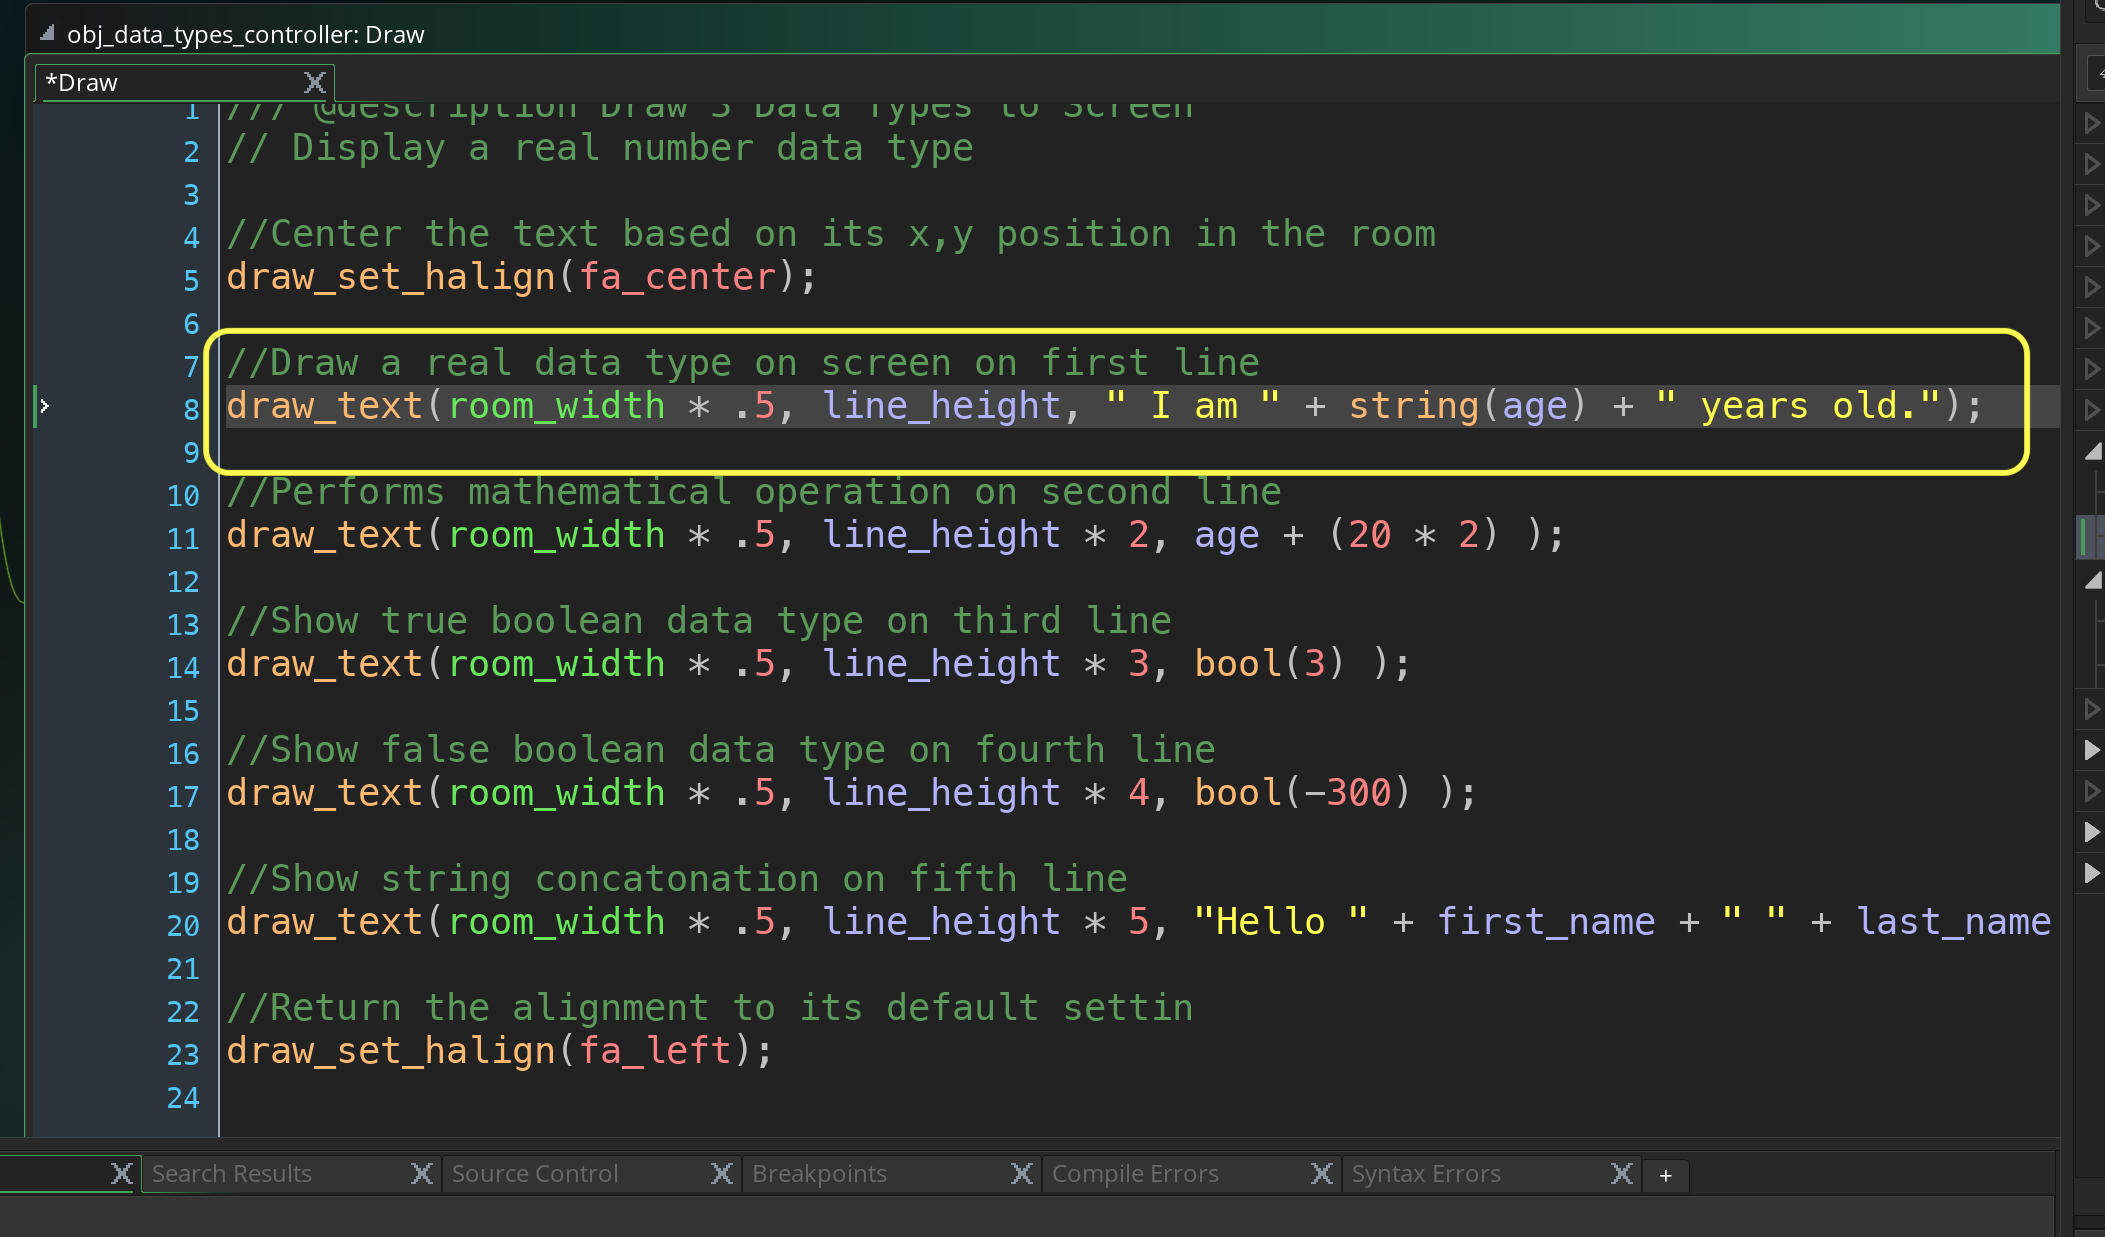 obj_data_types_controller: Draw
*Draw
1 /// @description Draw 5 Data Types to Screen
2 // Display a real number data type
3
4 //Center the text based on its x,y position in the room
5 draw_set_halign(fa_center);
6
7 //Draw a real data type on screen on first line
8 draw_text(room_width * .5, line_height, " I am " + string(age) + " years old.");
9
10 //Performs mathematical operation on second line
11 draw_text(room_width * .5, line_height * 2, age + (20 * 2) );
12
13 //Show true boolean data type on third line
14 draw_text(room_width * .5, line_height * 3, bool(3) );
15
16 //Show false boolean data type on fourth line
17 draw_text(room_width * .5, line_height * 4, bool(-300) );
18
19 //Show string concatonation on fifth line
20 draw_text(room_width * .5, line_height * 5, "Hello " + first_name + " " + last_name
21
22 //Return the alignment to its default settin
23 draw_set_halign(fa_left);
24
Search Results Source Control Breakpoints Compile Errors Syntax Errors +